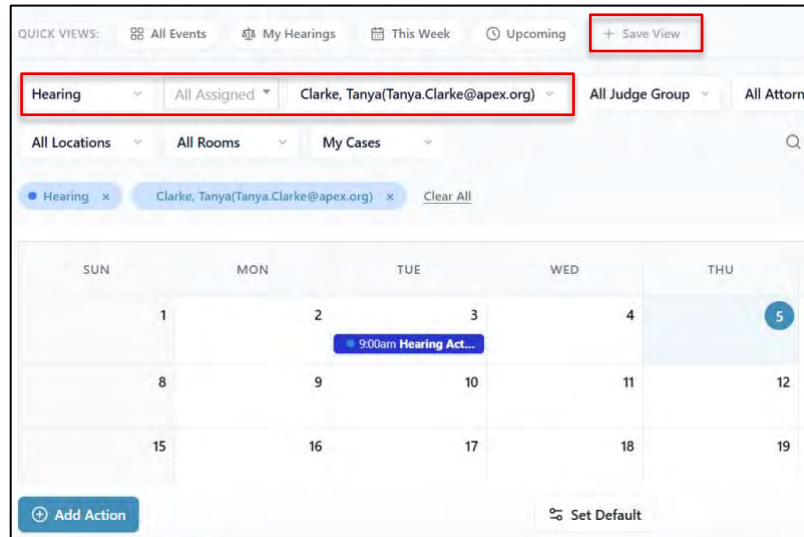 QUICK VIEWS: All Events My Hearings This Week Upcoming + Save View
Hearing All Assigned Clarke, Tanya(Tanya.Clarke@apex.org) All Judge Group All Attorn
All Locations All Rooms My Cases
Hearing × Clarke, Tanya(Tanya.Clarke@apex.org) × Clear All
SUN MON TUE WED THU
1 2 3 4 5
9:00am Hearing Act...
8 9 10 11 12
15 16 17 18 19
Add Action Set Default